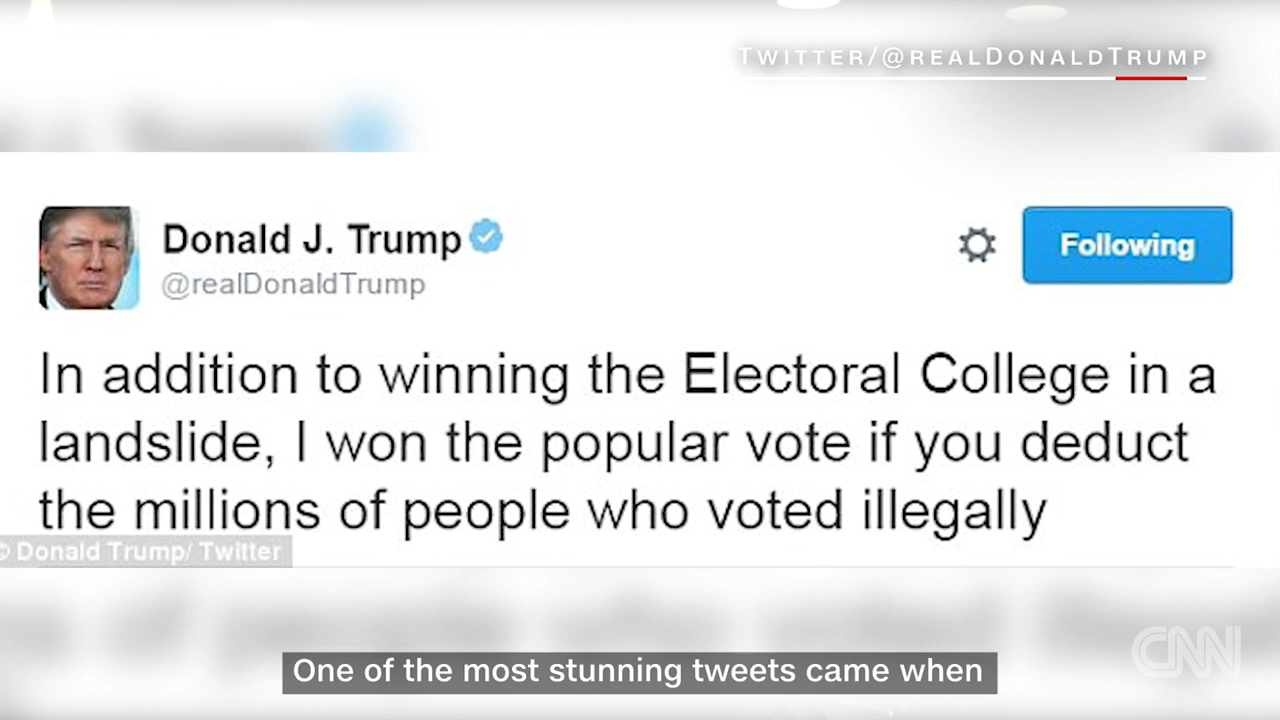 TWITTER/@REALDONALDTRUMP
Donald J. Trump
@realDonaldTrump
Following
In addition to winning the Electoral College in a
landslide, I won the popular vote if you deduct
the millions of people who voted illegally
© Donald Trump/ Twitter
CNN
One of the most stunning tweets came when